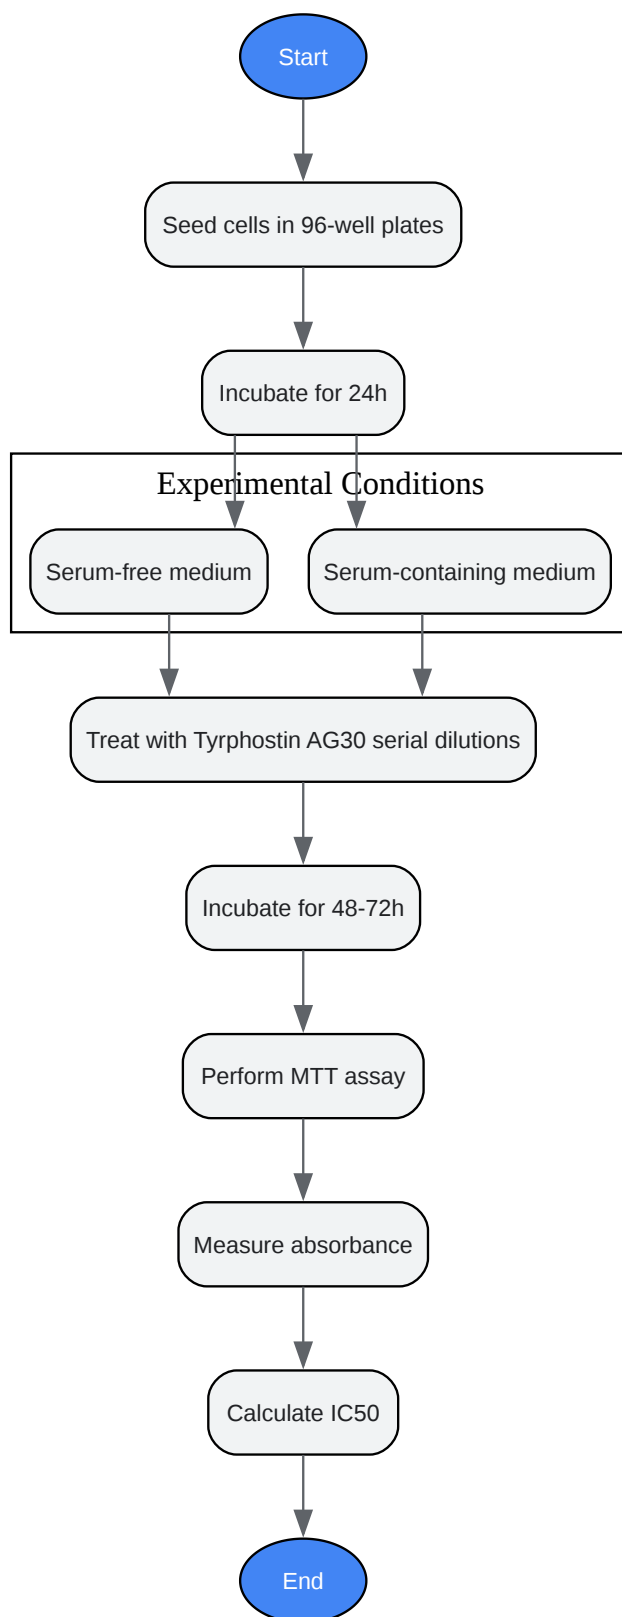 Start
Seed cells in 96-well plates
Incubate for 24h
Experimental Conditions
Serum-free medium
Serum-containing medium
Treat with Tyrphostin AG30 serial dilutions
Incubate for 48-72h
Perform MTT assay
Measure absorbance
Calculate IC50
End